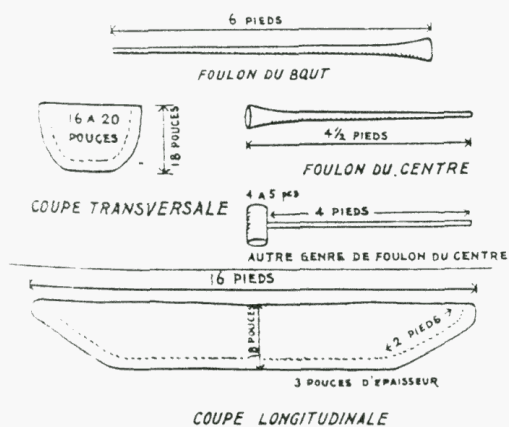 6 PIEDS
FOULON DU BOUT
16 A 20
POUCES
18 POUCES
COUPE TRANSVERSALE
4½ PIEDS
FOULON DU CENTRE
4 A 5 pcs
4 PIEDS
AUTRE GENRE DE FOULON DU CENTRE
16 PIEDS
18 POUCES
2 PIEDS
3 POUCES D'EPAISSEUR
COUPE LONGITUDINALE